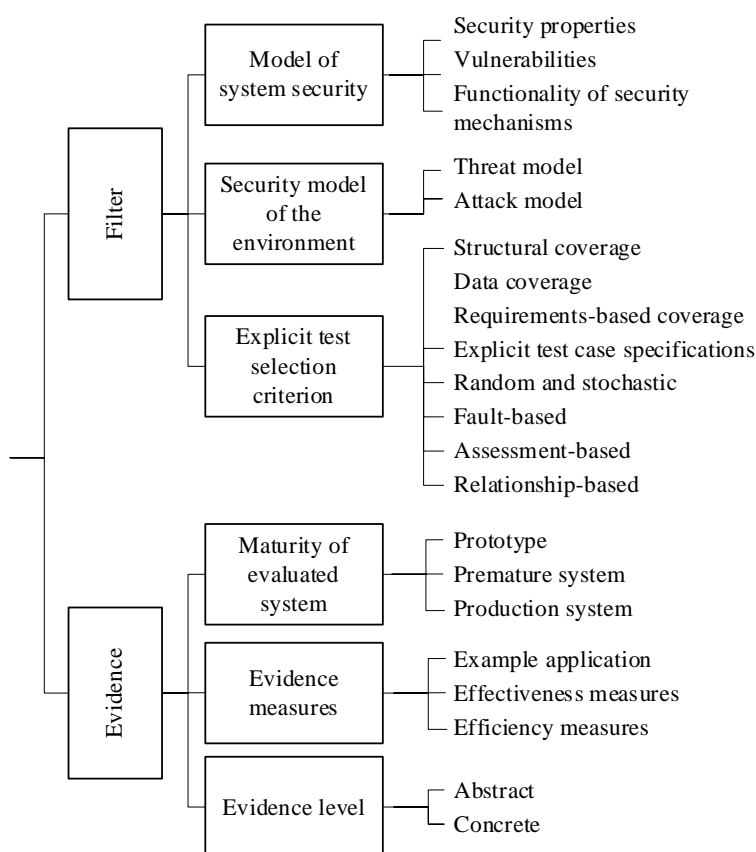 Filter
Model of
system security
Security properties
Vulnerabilities
Functionality of security
mechanisms
Security model
of the
environment
Threat model
Attack model
Explicit test
selection
criterion
Structural coverage
Data coverage
Requirements-based coverage
Explicit test case specifications
Random and stochastic
Fault-based
Assessment-based
Relationship-based
Evidence
Maturity of
evaluated
system
Prototype
Premature system
Production system
Evidence
measures
Example application
Effectiveness measures
Efficiency measures
Evidence level
Abstract
Concrete